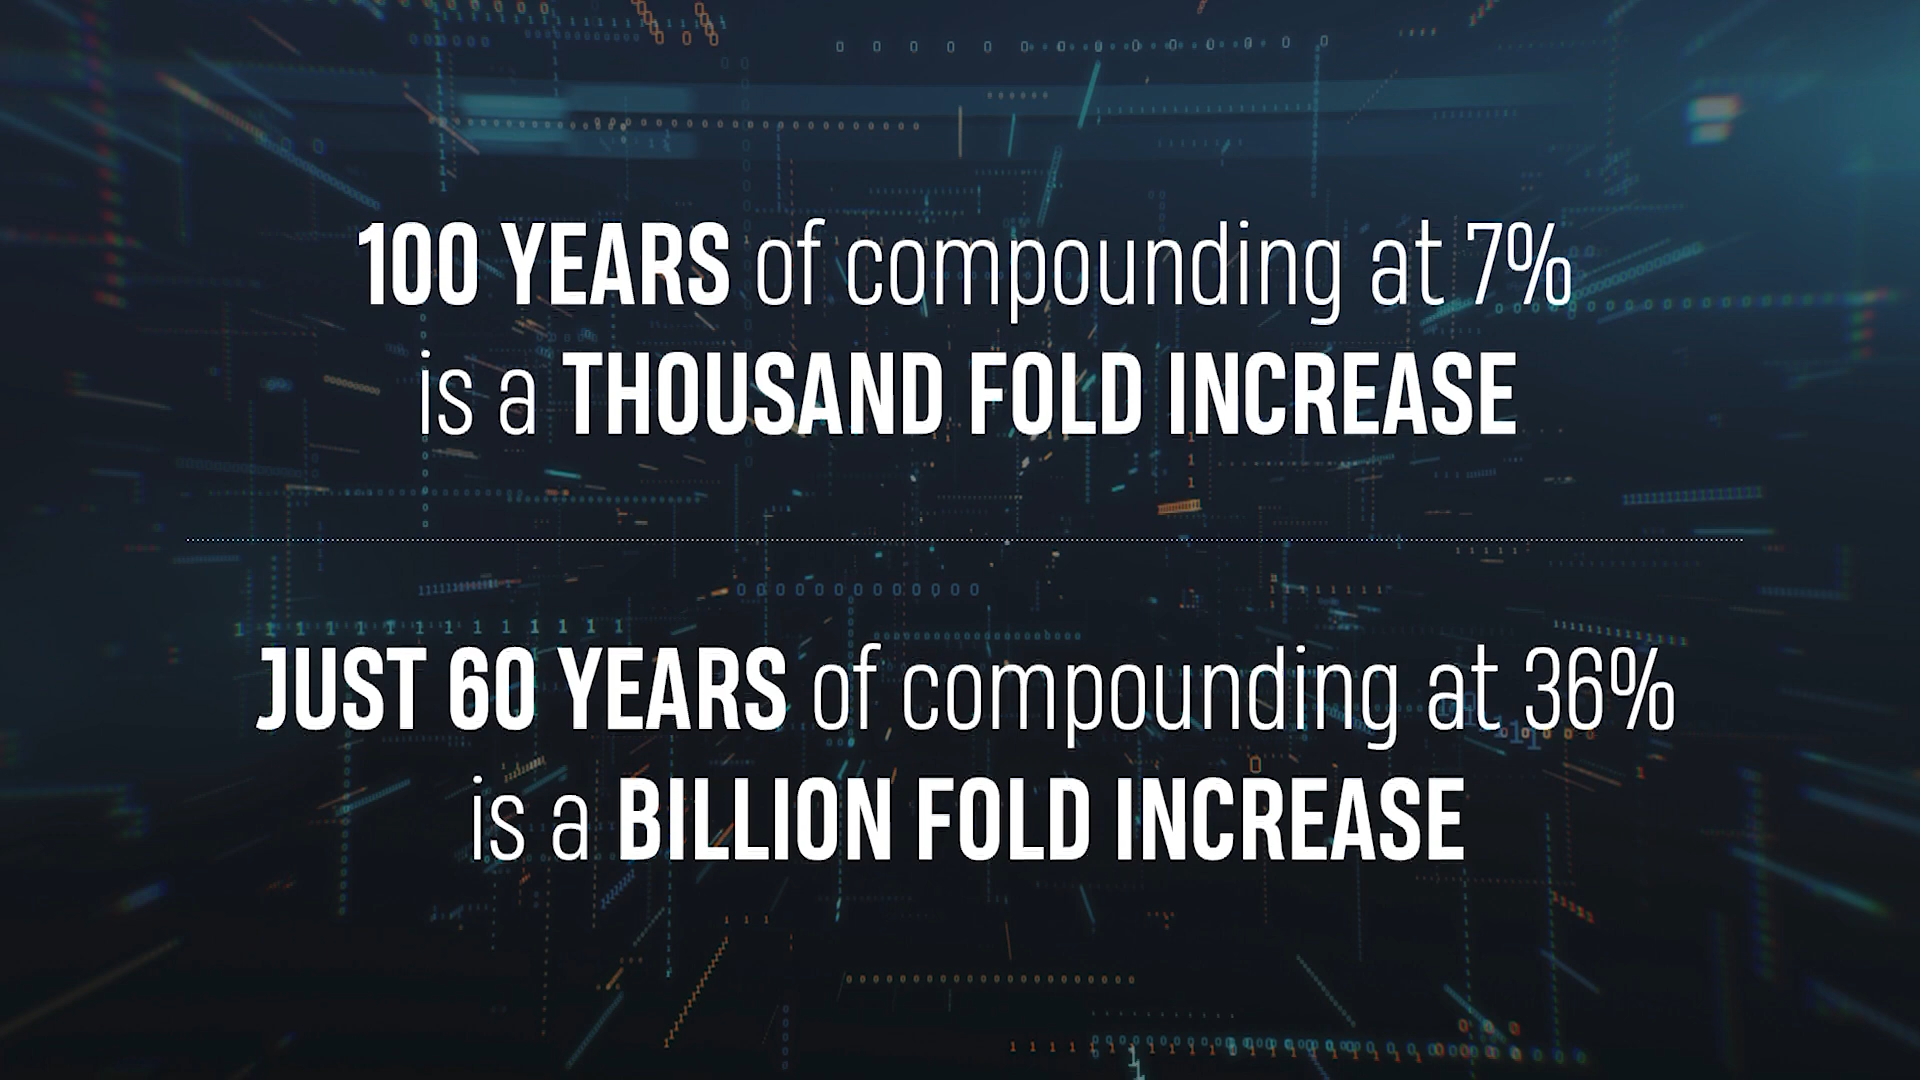 100 YEARS of compounding at 7%
is a THOUSAND FOLD INCREASE
JUST 60 YEARS of compounding at 36%
is a BILLION FOLD INCREASE